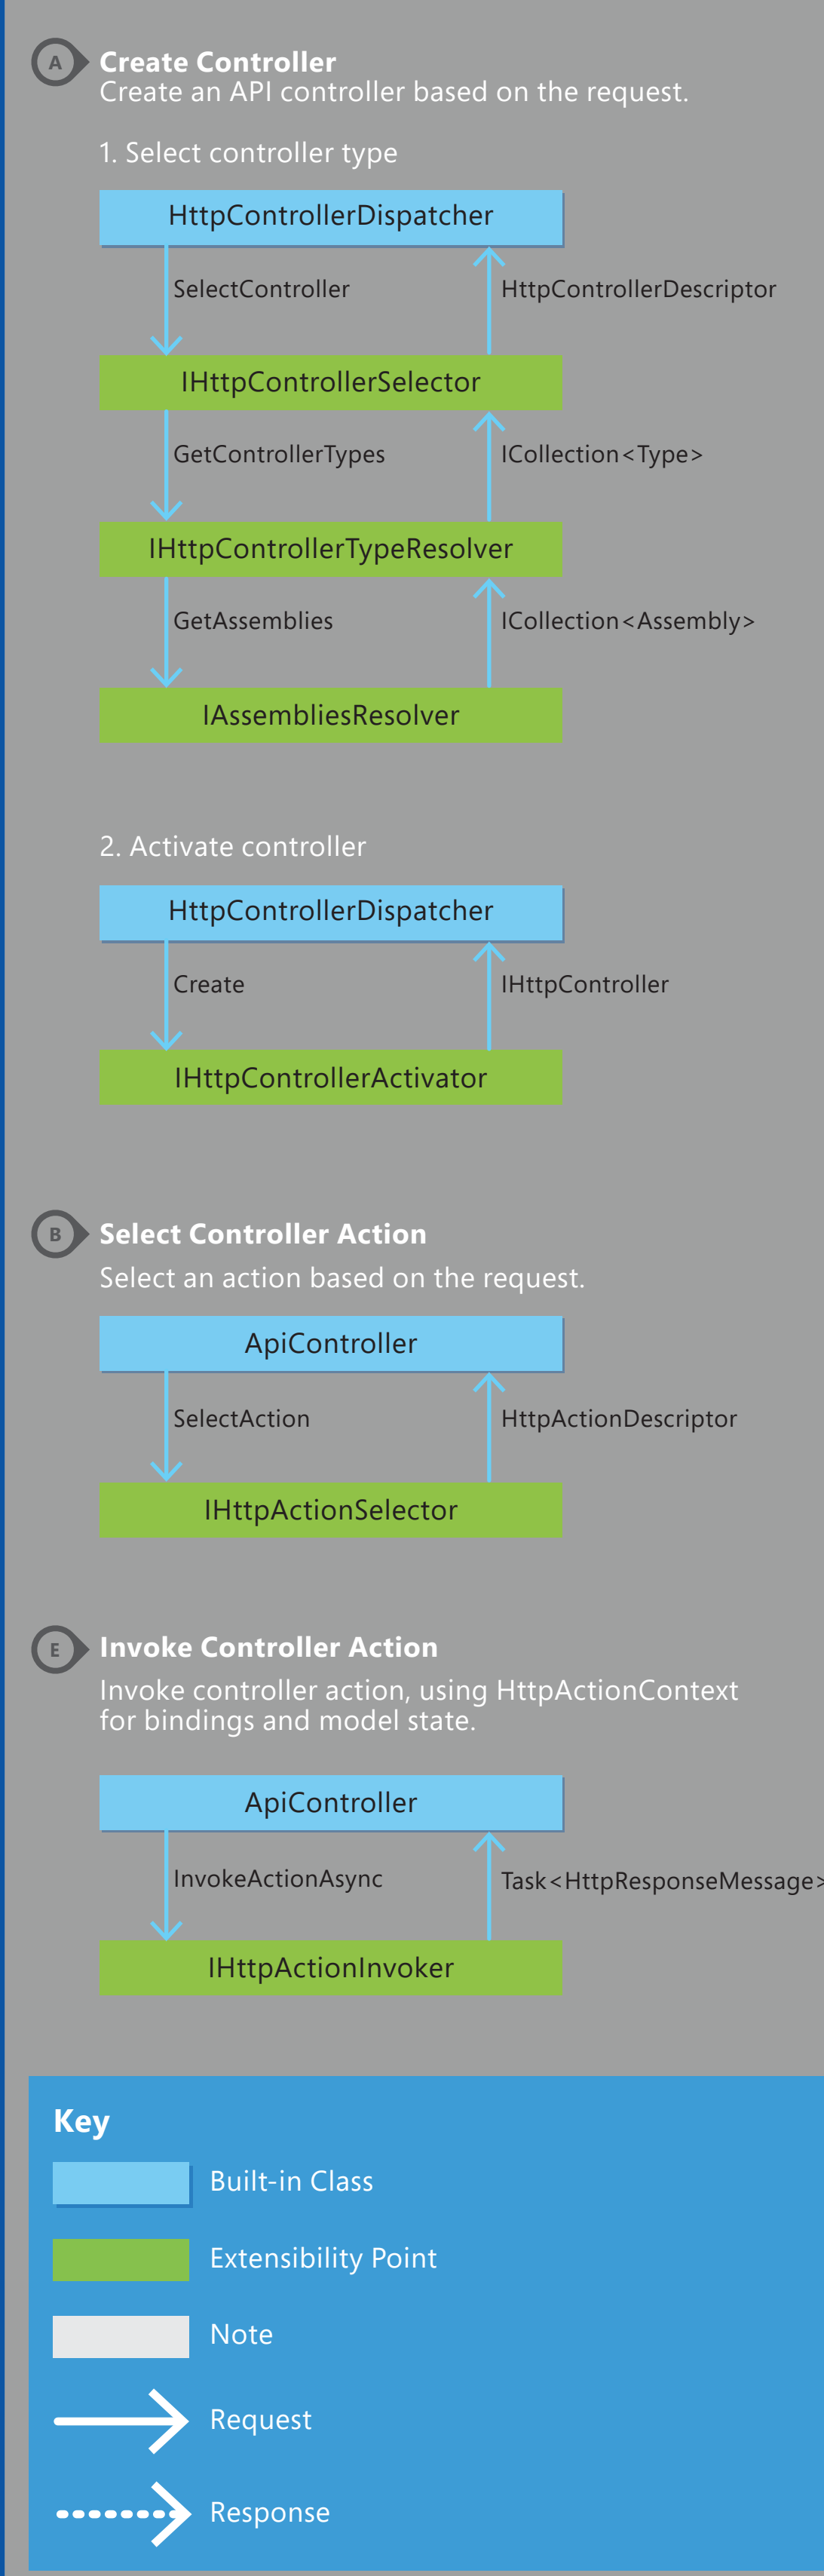 A
Create Controller
Create an API controller based on the request.
1. Select controller type
HttpControllerDispatcher
SelectController
HttpControllerDescriptor
IHttpControllerSelector
GetControllerTypes
ICollection<Type>
IHttpControllerTypeResolver
GetAssemblies
ICollection<Assembly>
IAssembliesResolver
2. Activate controller
HttpControllerDispatcher
Create
IHttpController
IHttpControllerActivator
B
Select Controller Action
Select an action based on the request.
ApiController
SelectAction
HttpActionDescriptor
IHttpActionSelector
E
Invoke Controller Action
Invoke controller action, using HttpActionContext
for bindings and model state.
ApiController
InvokeActionAsync
Task<HttpResponseMessage>
IHttpActionInvoker
Key
Built-in Class
Extensibility Point
Note
Request
Response